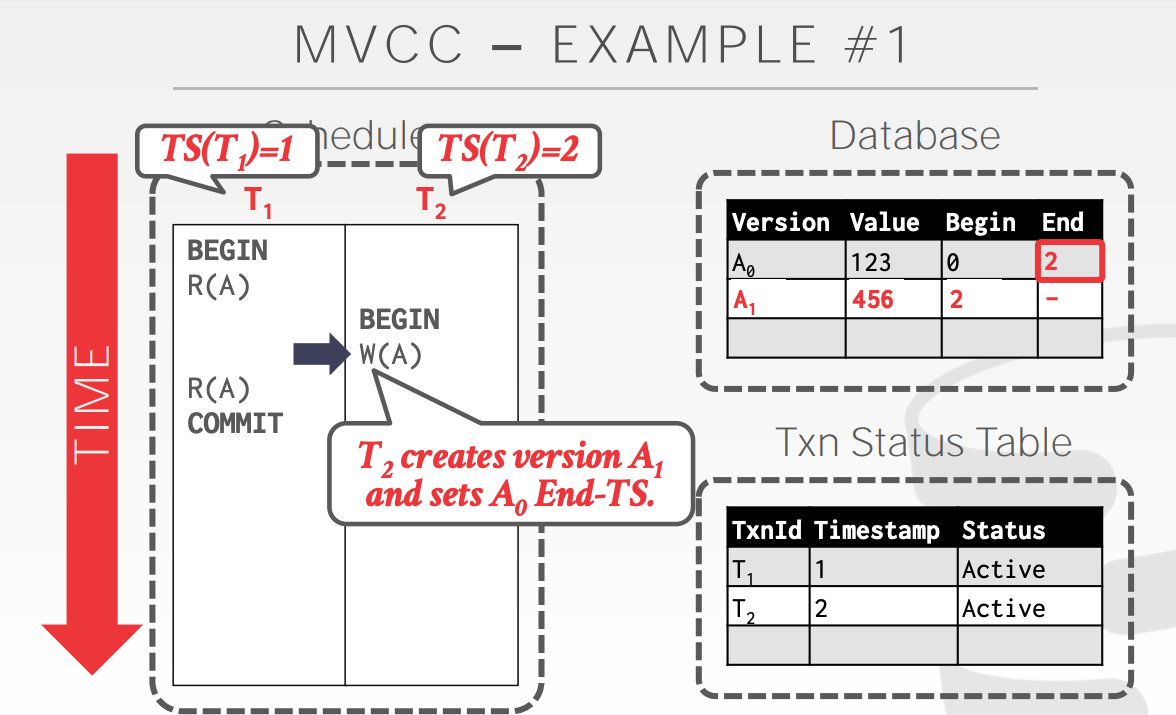 MVCC – EXAMPLE #1
Schedule
TS(T1)=1
TS(T2)=2
T1
T2
BEGIN
R(A)
BEGIN
W(A)
R(A)
COMMIT
T2 creates version A1
and sets A0 End-TS.
TIME
Database
Version Value Begin End
A0 123 0 2
A1 456 2 –
Txn Status Table
TxnId Timestamp Status
T1 1 Active
T2 2 Active